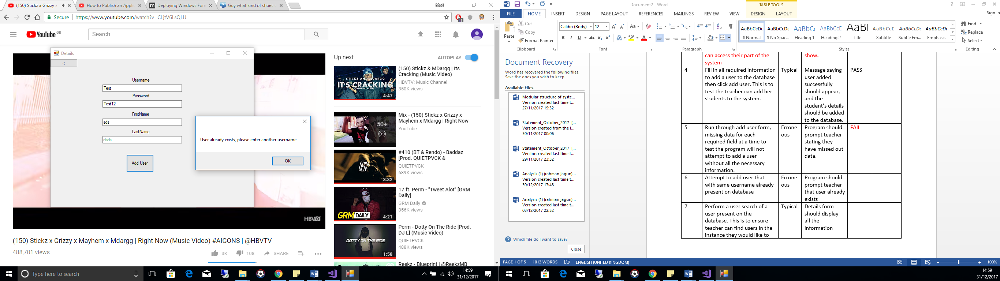 (150) Stickz x Grizzy x
How to Publish an Applic
Deploying Windows Form
Guy what kind of shoes c
Mad
Secure
https://www.youtube.com/watch?v=CLjtV6LsQLU
15
YouTube GB
Search
Details
<
Username
Test
Password
Test12
FirstName
sds
LastName
dsds
Add User
User already exists, please enter another username
OK
HBV
(150) Stickz x Grizzy x Mayhem x Mdargg | Right Now (Music Video) #AIGONS | @HBVTV
488,701 views
3K
108
SHARE
Up next
AUTOPLAY
STICKZ AND MDARGG
IT'S CRACKING
4:47
(150) Stickz & MDargg | Its
Cracking (Music Video)
HBVTV: Music Channel
350K views
50+
Mix - (150) Stickz x Grizzy x
Mayhem x Mdargg | Right Now
YouTube
3:32
#410 (BT & Rendo) - Baddaz
[Prod. QUIETPVCK &
QUIETPVCK
689K views
GRM DAILY
4:21
17 ft. Perm - "Tweet Alot" [GRM
Daily]
GRM Daily
356K views
DOTTY ON THE RIDE
1:58
Perm - Dotty On The Ride [Prod.
DJ L] (Music Video)
QUIETPVCK
488K views
Reekz - Blueprint | @ReekzMB
Type here to search
14:59
31/12/2017
Document2 - Word
TABLE TOOLS
FILE
HOME
INSERT
DESIGN
PAGE LAYOUT
REFERENCES
MAILINGS
REVIEW
VIEW
DESIGN
LAYOUT
Sign in
Paste
Cut
Copy
Format Painter
Clipboard
Calibri (Body)
12
Font
Paragraph
AaBbCcDc
¶ Normal
AaBbCcDc
¶ No Spac...
AaBbCc
Heading 1
AaBbCcD
Heading 2
AaB
Title
AaBbCcD
Subtitle
AaBbCcDc
Subtle Em...
AaBbCcDc
Emphasis
Styles
Find
Replace
Select
Editing
Document Recovery
Word has recovered the following files.
Save the ones you wish to keep.
Available Files
Modular structure of syste...
Version created last time t...
27/11/2017 19:32
Statement_October_2017 [...
Version created from the l...
30/11/2017 00:06
Statement_October_2017 [...
Version created last time t...
29/11/2017 23:32
Analysis (1) (rahman jagun) ..
Version created last time t...
30/12/2017 17:48
Analysis (1) (rahman jagun) ..
Version created last time t...
03/12/2017 22:52
Which file do I want to save?
Close
can access their part of the
system
show.
4
Fill in all required information
to add a user to the database
then click add user. This is to
test the teacher can add her
students to the system.
Typical
Message saying
user added
successfully
should appear,
and the
student's details
should be added
to the database.
PASS
5
Run through add user form,
missing data for each
required field at a time to
test the program will not
attempt to add a user
without all the necessary
information.
Errone
ous
Program should
prompt teacher
stating they
have missed out
data.
FAIL
6
Attempt to add user that
with same username already
present on database
Errone
ous
Program should
prompt teacher
that user already
exists
7
Perform a user search of a
user present on the
database. This is to ensure
teacher can find users in the
instance they would like to
Typical
Details form
should display
all the
information
PAGE 1 OF 5
1013 WORDS
ENGLISH (UNITED KINGDOM)
100%
14:59
31/12/2017